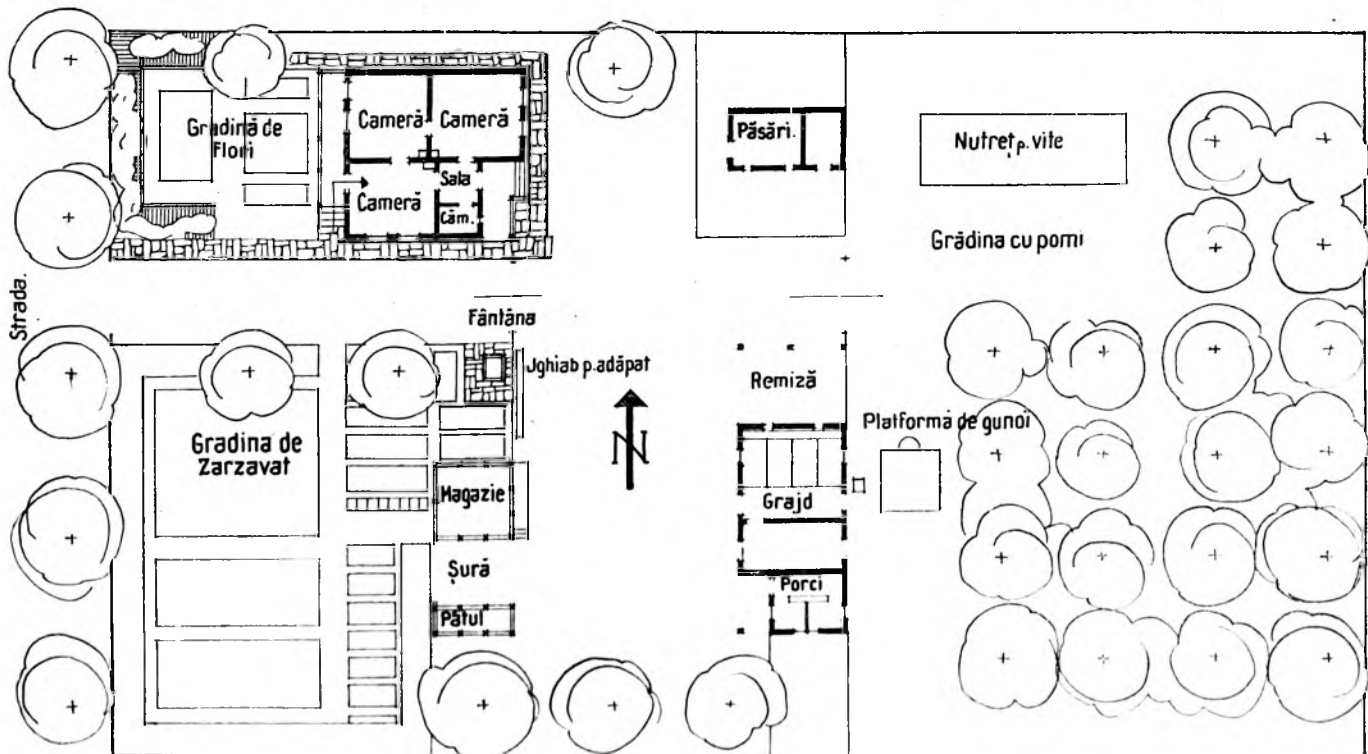 Gradină de
Flori
Cameră
Cameră
Cameră
Sala
Căm.
Păsări.
Nutreț p. vite
Grădina cu pomi
Strada.
Fântâna
Jghiab p. adăpat
Gradina de
Zarzavat
Magazie
Șură
Pătul
N
Remiză
Platformă de gunoi
Grajd
Porci